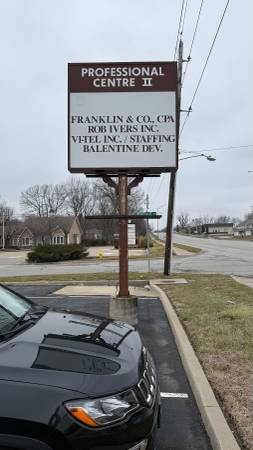 PROFESSIONAL
CENTRE II
FRANKLIN & CO., CPA
ROB IVERS INC.
VI-TEL INC. / STAFFING
BALENTINE DEV.